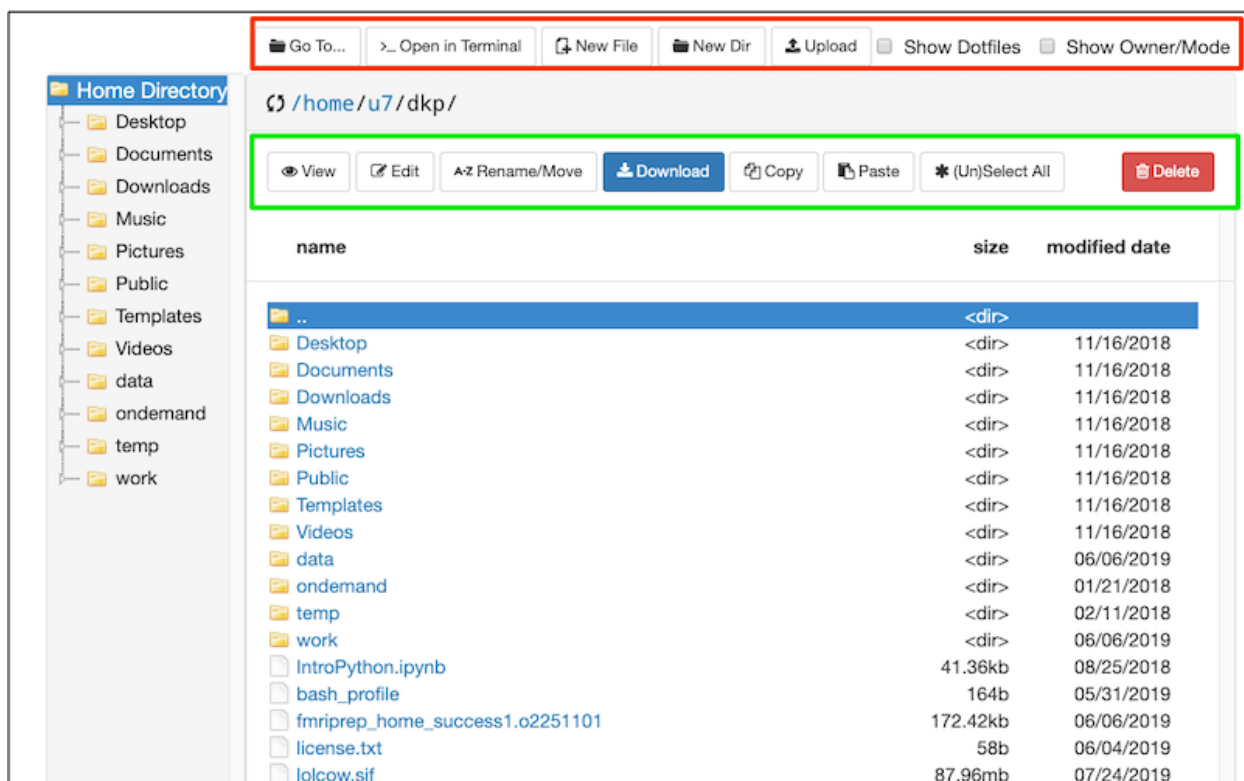 Go To... >_ Open in Terminal New File New Dir Upload Show Dotfiles Show Owner/Mode
Home Directory
Desktop
Documents
Downloads
Music
Pictures
Public
Templates
Videos
data
ondemand
temp
work
/home/u7/dkp/
View Edit A-Z Rename/Move Download Copy Paste (Un)Select All Delete
name size modified date
.. <dir>
Desktop <dir> 11/16/2018
Documents <dir> 11/16/2018
Downloads <dir> 11/16/2018
Music <dir> 11/16/2018
Pictures <dir> 11/16/2018
Public <dir> 11/16/2018
Templates <dir> 11/16/2018
Videos <dir> 11/16/2018
data <dir> 06/06/2019
ondemand <dir> 01/21/2018
temp <dir> 02/11/2018
work <dir> 06/06/2019
IntroPython.ipynb 41.36kb 08/25/2018
bash_profile 164b 05/31/2019
fmriprep_home_success1.o2251101 172.42kb 06/06/2019
license.txt 58b 06/04/2019
lolcow.sif 87.96mb 07/24/2019